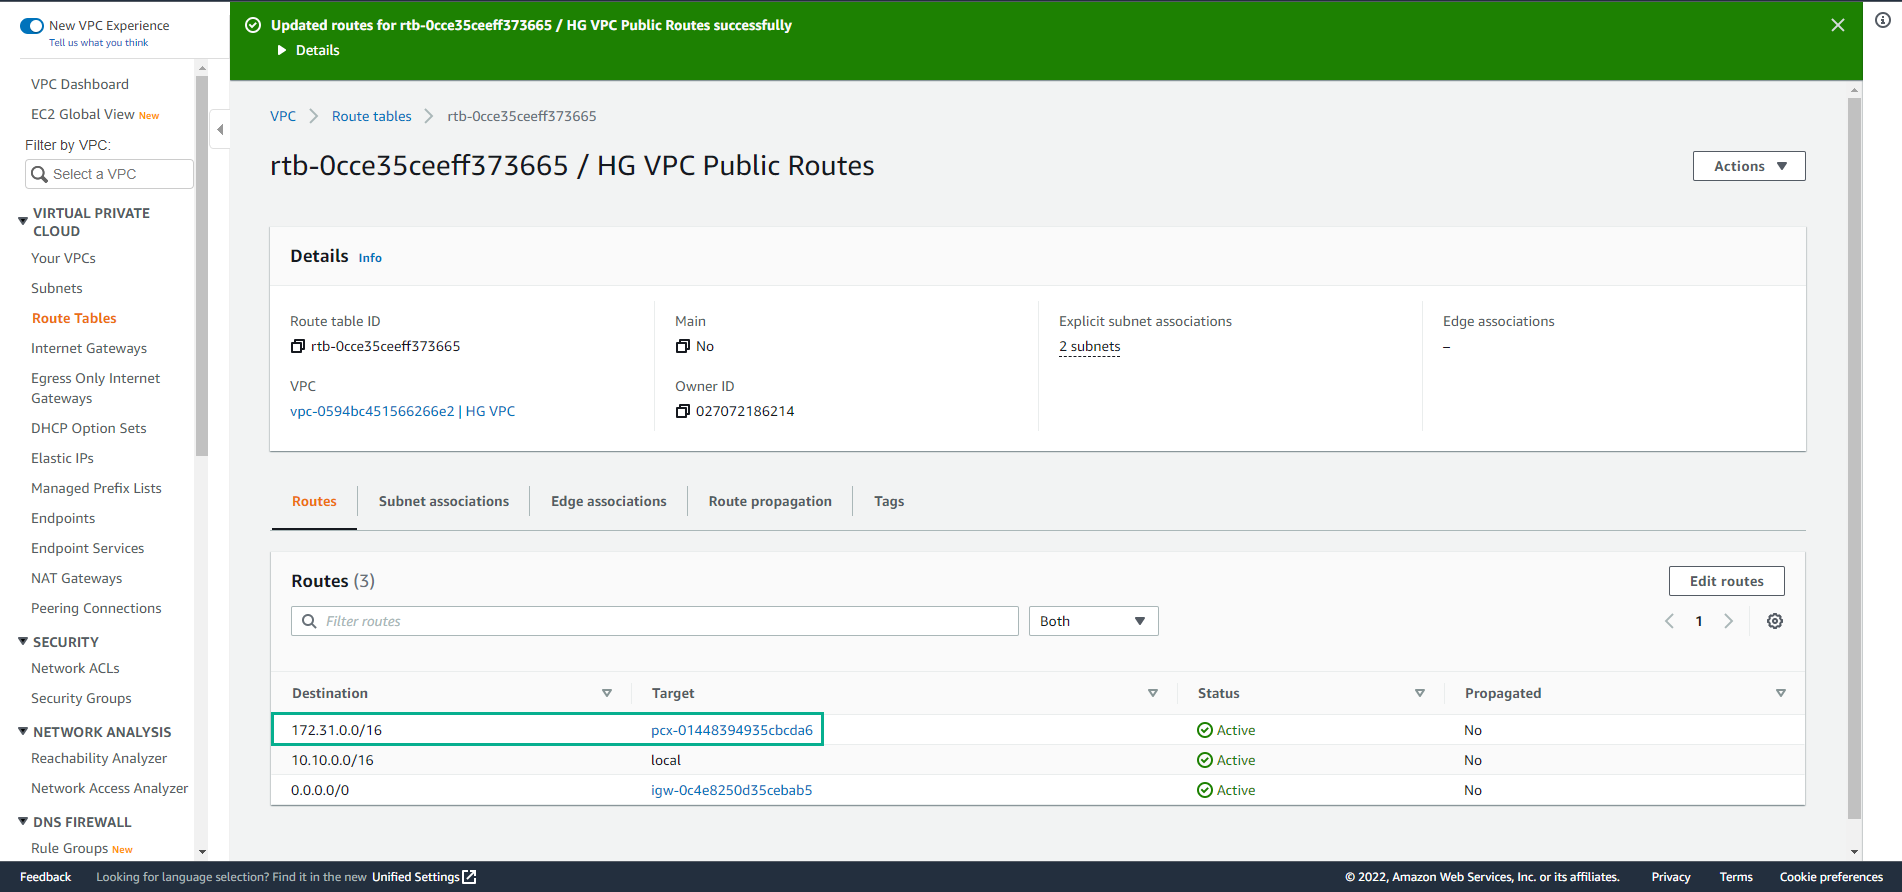 New VPC Experience
Tell us what you think
Updated routes for rtb-0cce35ceeff373665 / HG VPC Public Routes successfully
Details
VPC Dashboard
EC2 Global View New
Filter by VPC:
Select a VPC
VIRTUAL PRIVATE
CLOUD
Your VPCs
Subnets
Route Tables
Internet Gateways
Egress Only Internet
Gateways
DHCP Option Sets
Elastic IPs
Managed Prefix Lists
Endpoints
Endpoint Services
NAT Gateways
Peering Connections
SECURITY
Network ACLs
Security Groups
NETWORK ANALYSIS
Reachability Analyzer
Network Access Analyzer
DNS FIREWALL
Rule Groups New
VPC Route tables rtb-0cce35ceeff373665
rtb-0cce35ceeff373665 / HG VPC Public Routes
Actions
Details Info
Route table ID
rtb-0cce35ceeff373665
VPC
vpc-0594bc451566266e2 | HG VPC
Main
No
Owner ID
027072186214
Explicit subnet associations
2 subnets
Edge associations
–
Routes Subnet associations Edge associations Route propagation Tags
Routes (3)
Edit routes
Filter routes
Both
1
Destination Target Status Propagated
172.31.0.0/16 pcx-01448394935cbcda6 Active No
10.10.0.0/16 local Active No
0.0.0.0/0 igw-0c4e8250d35cebab5 Active No
Feedback Looking for language selection? Find it in the new Unified Settings © 2022, Amazon Web Services, Inc. or its affiliates. Privacy Terms Cookie preferences